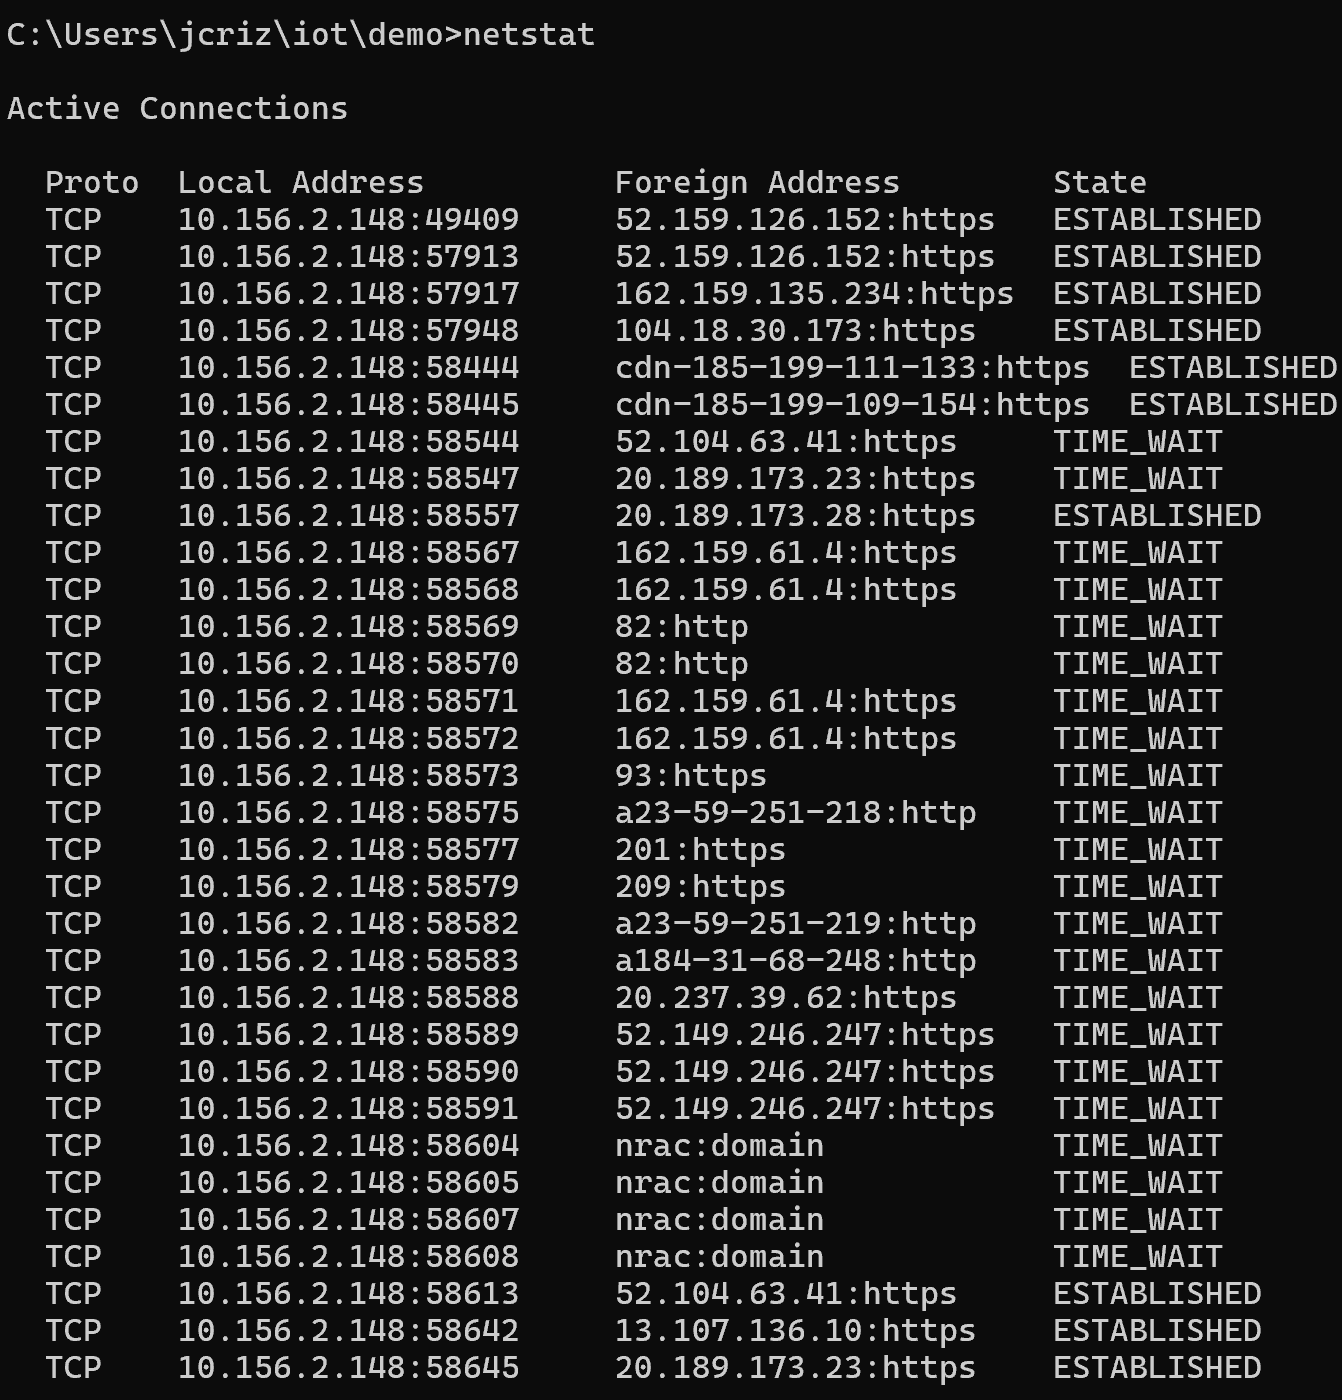 C:\Users\jcriz\iot\demo>netstat
Active Connections
Proto  Local Address          Foreign Address        State
TCP    10.156.2.148:49409     52.159.126.152:https   ESTABLISHED
TCP    10.156.2.148:57913     52.159.126.152:https   ESTABLISHED
TCP    10.156.2.148:57917     162.159.135.234:https  ESTABLISHED
TCP    10.156.2.148:57948     104.18.30.173:https    ESTABLISHED
TCP    10.156.2.148:58444     cdn-185-199-111-133:https  ESTABLISHED
TCP    10.156.2.148:58445     cdn-185-199-109-154:https  ESTABLISHED
TCP    10.156.2.148:58544     52.104.63.41:https     TIME_WAIT
TCP    10.156.2.148:58547     20.189.173.23:https    TIME_WAIT
TCP    10.156.2.148:58557     20.189.173.28:https    ESTABLISHED
TCP    10.156.2.148:58567     162.159.61.4:https     TIME_WAIT
TCP    10.156.2.148:58568     162.159.61.4:https     TIME_WAIT
TCP    10.156.2.148:58569     82:http                TIME_WAIT
TCP    10.156.2.148:58570     82:http                TIME_WAIT
TCP    10.156.2.148:58571     162.159.61.4:https     TIME_WAIT
TCP    10.156.2.148:58572     162.159.61.4:https     TIME_WAIT
TCP    10.156.2.148:58573     93:https               TIME_WAIT
TCP    10.156.2.148:58575     a23-59-251-218:http    TIME_WAIT
TCP    10.156.2.148:58577     201:https              TIME_WAIT
TCP    10.156.2.148:58579     209:https              TIME_WAIT
TCP    10.156.2.148:58582     a23-59-251-219:http    TIME_WAIT
TCP    10.156.2.148:58583     a184-31-68-248:http    TIME_WAIT
TCP    10.156.2.148:58588     20.237.39.62:https     TIME_WAIT
TCP    10.156.2.148:58589     52.149.246.247:https   TIME_WAIT
TCP    10.156.2.148:58590     52.149.246.247:https   TIME_WAIT
TCP    10.156.2.148:58591     52.149.246.247:https   TIME_WAIT
TCP    10.156.2.148:58604     nrac:domain            TIME_WAIT
TCP    10.156.2.148:58605     nrac:domain            TIME_WAIT
TCP    10.156.2.148:58607     nrac:domain            TIME_WAIT
TCP    10.156.2.148:58608     nrac:domain            TIME_WAIT
TCP    10.156.2.148:58613     52.104.63.41:https     ESTABLISHED
TCP    10.156.2.148:58642     13.107.136.10:https    ESTABLISHED
TCP    10.156.2.148:58645     20.189.173.23:https    ESTABLISHED